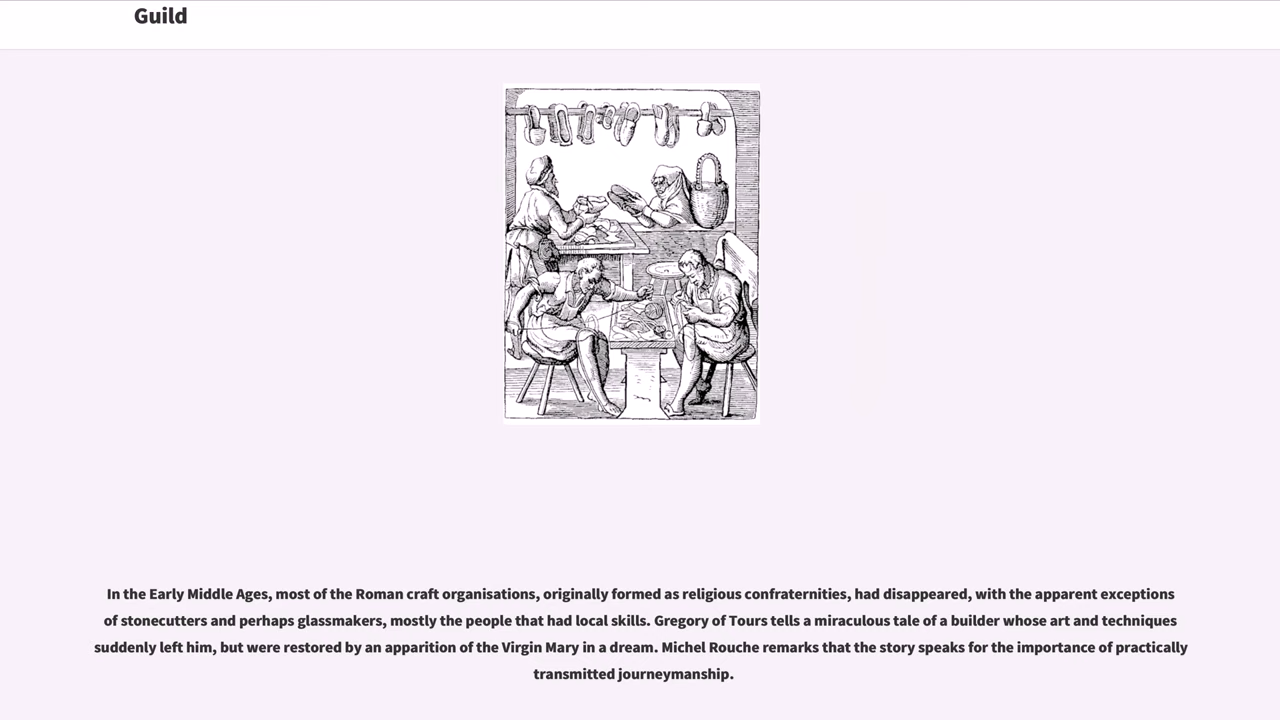 Guild
In the Early Middle Ages, most of the Roman craft organisations, originally formed as religious confraternities, had disappeared, with the apparent exceptions
of stonecutters and perhaps glassmakers, mostly the people that had local skills. Gregory of Tours tells a miraculous tale of a builder whose art and techniques
suddenly left him, but were restored by an apparition of the Virgin Mary in a dream. Michel Rouche remarks that the story speaks for the importance of practically
transmitted journeymanship.